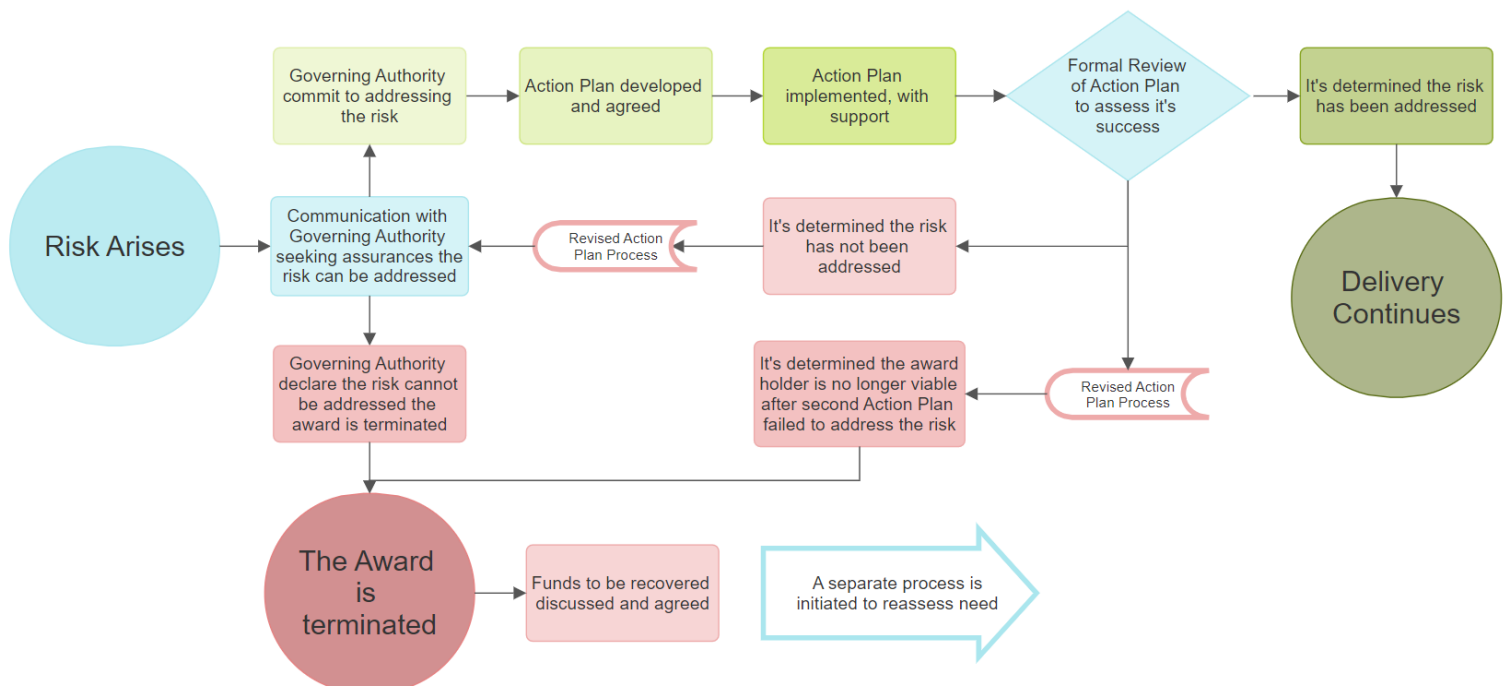 Governing Authority
commit to addressing
the risk
Action Plan developed
and agreed
Action Plan
implemented, with
support
Formal Review
of Action Plan
to assess it's
success
It's determined the risk
has been addressed
Risk Arises
Communication with
Governing Authority
seeking assurances the
risk can be addressed
Revised Action
Plan Process
It's determined the risk
has not been
addressed
Delivery
Continues
Governing Authority
declare the risk cannot
be addressed the
award is terminated
It's determined the award
holder is no longer viable
after second Action Plan
failed to address the risk
Revised Action
Plan Process
The Award
is
terminated
Funds to be recovered
discussed and agreed
A separate process is
initiated to reassess need